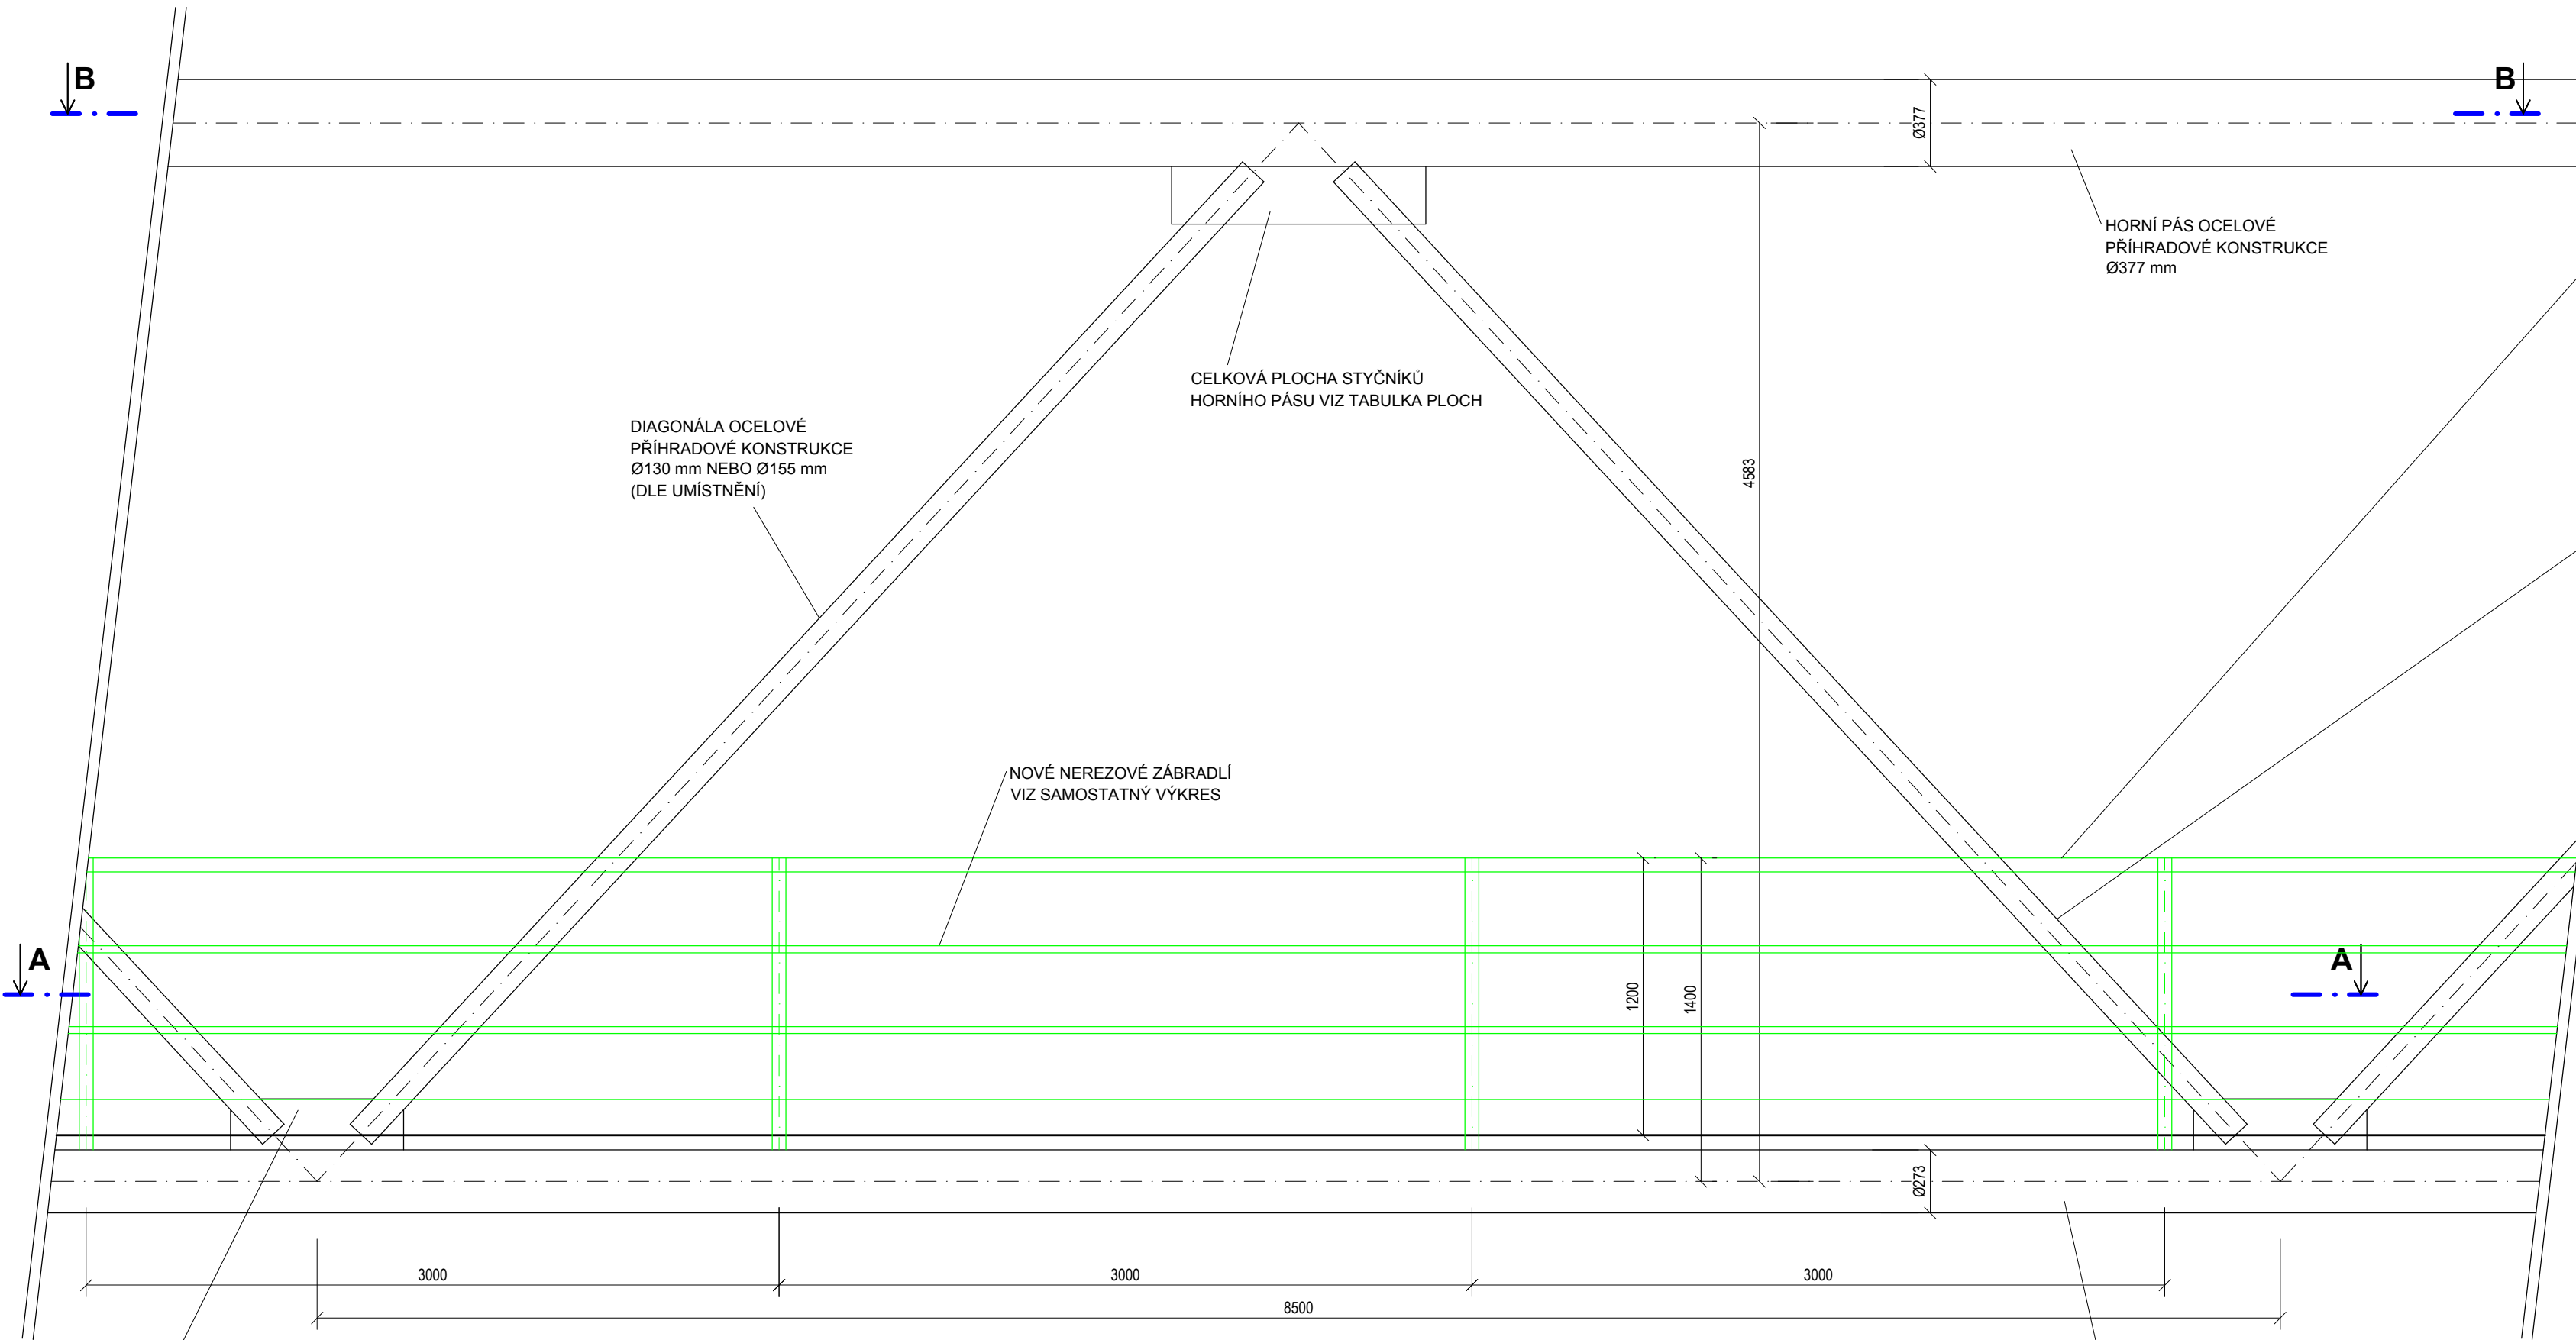 B
B
Ø377
HORNÍ PÁS OCELOVÉ
PŘÍHRADOVÉ KONSTRUKCE
Ø377 mm
CELKOVÁ PLOCHA STYČNÍKŮ
HORNÍHO PÁSU VIZ TABULKA PLOCH
DIAGONÁLA OCELOVÉ
PŘÍHRADOVÉ KONSTRUKCE
Ø130 mm NEBO Ø155 mm
(DLE UMÍSTNĚNÍ)
4583
NOVÉ NEREZOVÉ ZÁBRADLÍ
VIZ SAMOSTATNÝ VÝKRES
A
A
1200
1400
Ø273
3000
3000
3000
8500